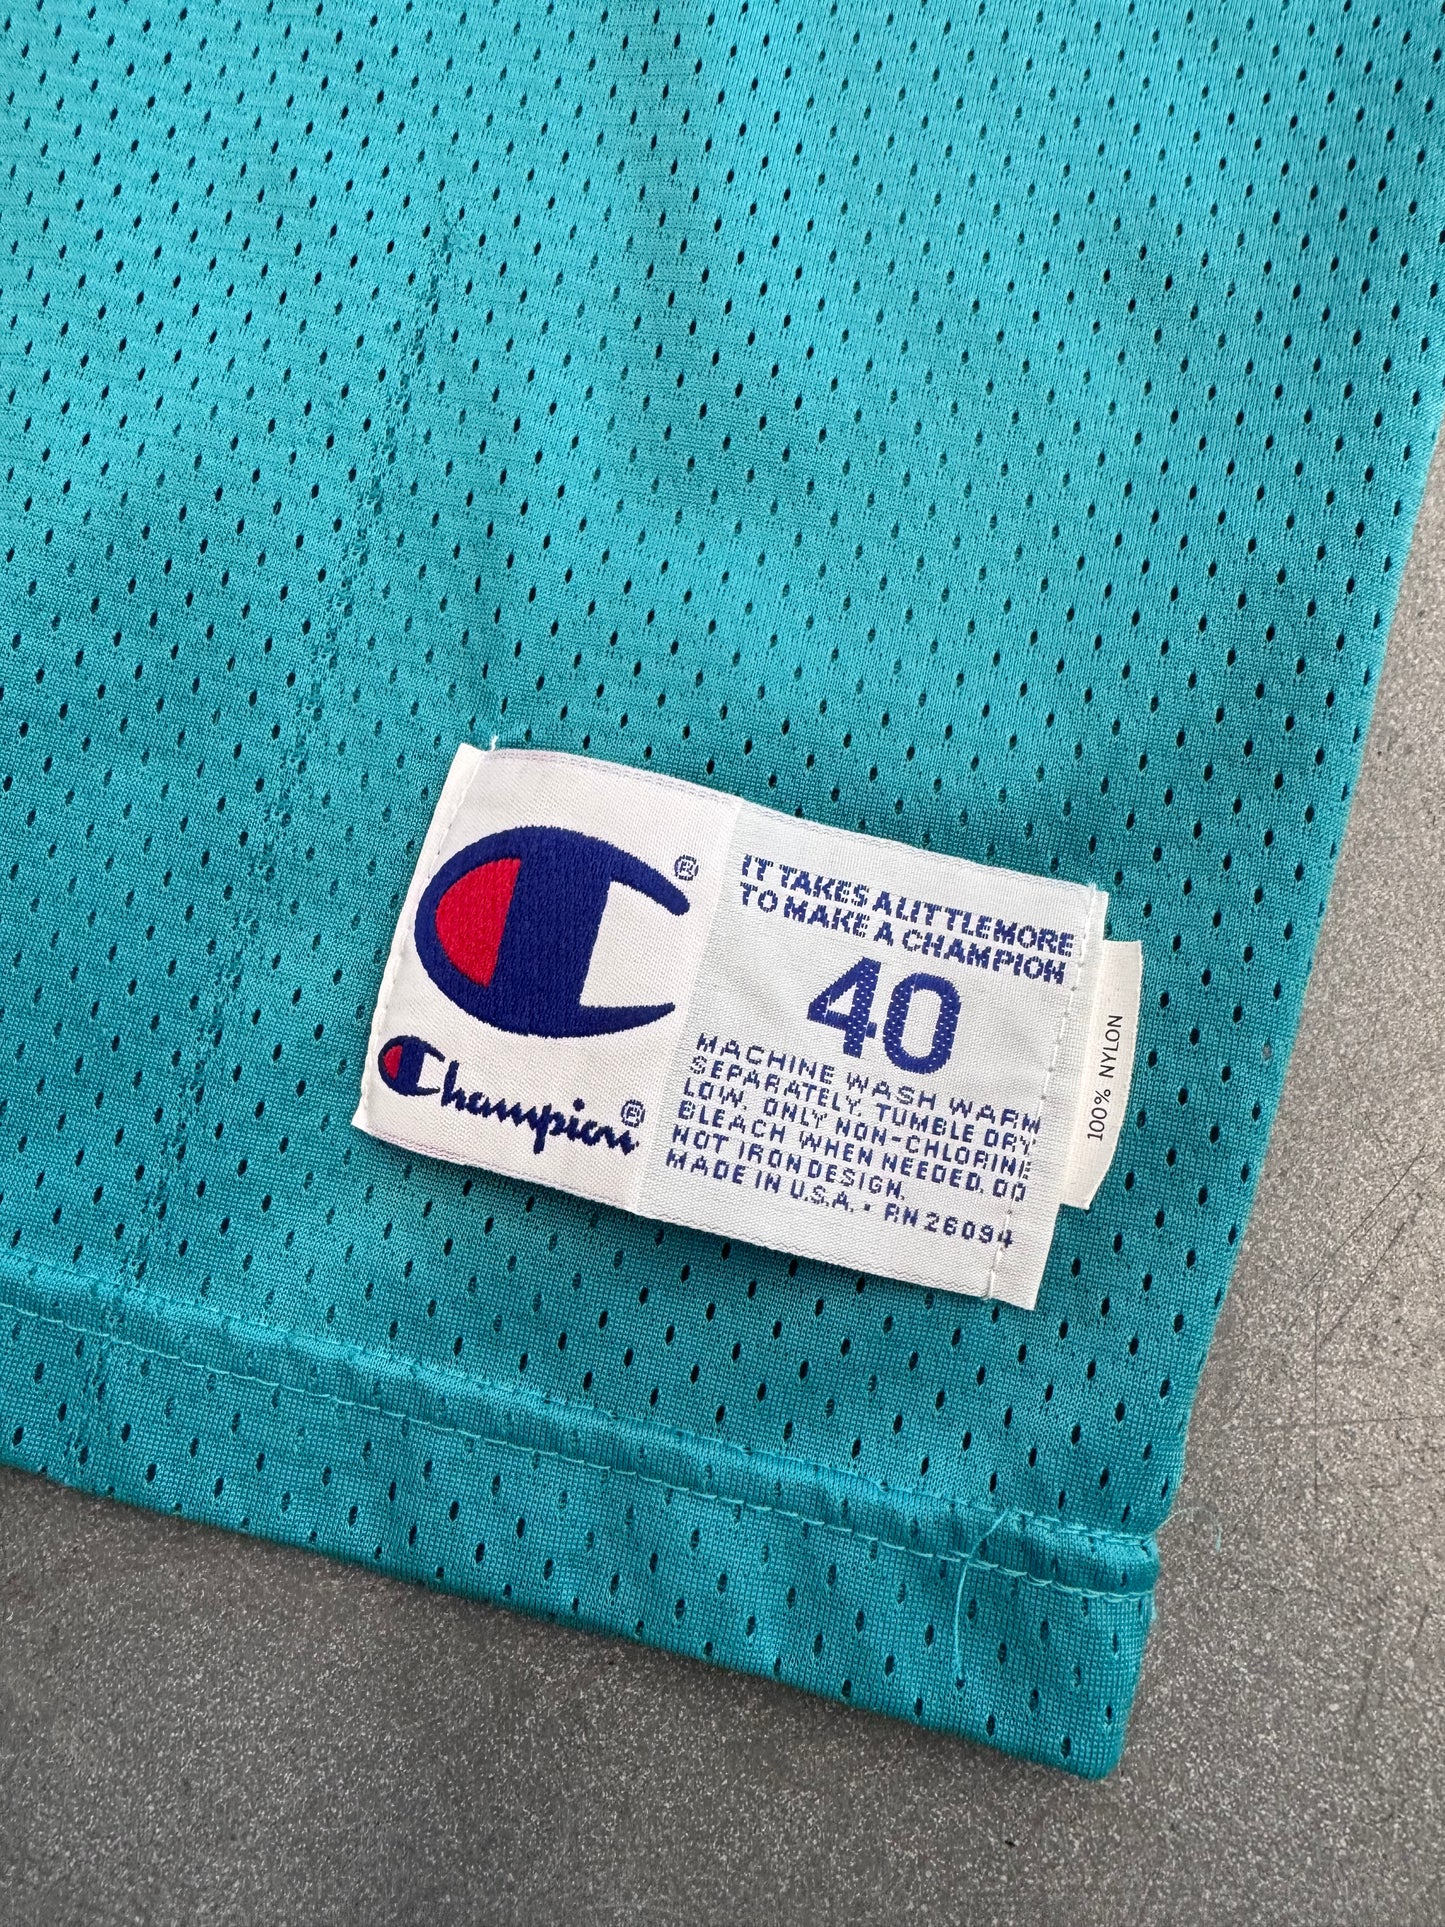 ®
Champion®
IT TAKES A LITTLE MORE
TO MAKE A CHAMPION
40
MACHINE WASH WARM
SEPARATELY. TUMBLE DRY
LOW. ONLY NON-CHLORINE
BLEACH WHEN NEEDED. DO
NOT IRON DESIGN.
MADE IN U.S.A. • RN 26094
100% NYLON